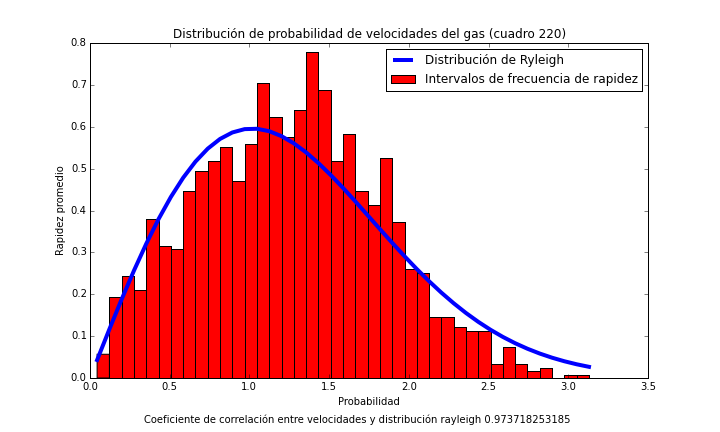 Distribución de probabilidad de velocidades del gas (cuadro 220)
Distribución de Ryleigh
Intervalos de frecuencia de rapidez
0.8
0.7
0.6
0.5
0.4
0.3
0.2
0.1
0.0
Rapidez promedio
0.0 0.5 1.0 1.5 2.0 2.5 3.0 3.5
Probabilidad
Coeficiente de correlación entre velocidades y distribución rayleigh 0.973718253185